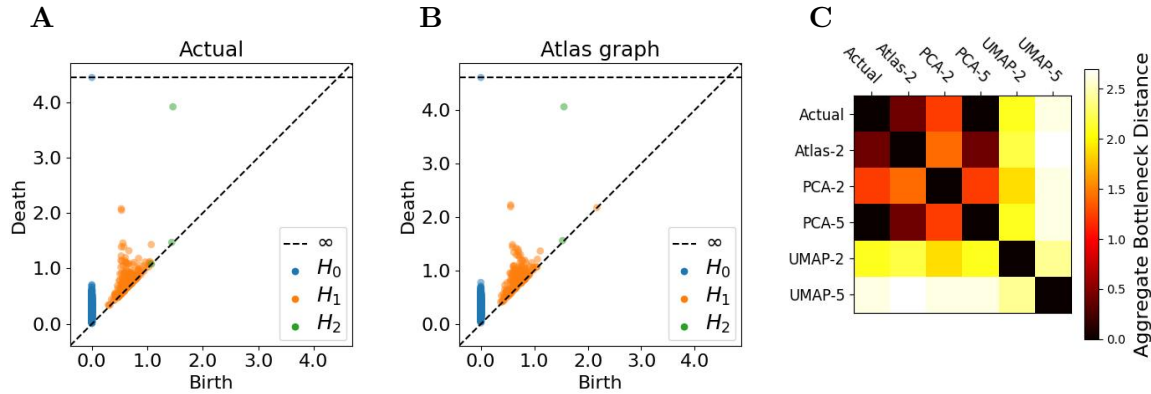 A
Actual
4.0
3.0
2.0
1.0
0.0
Death
0.0 1.0 2.0 3.0 4.0
Birth
∞
H0
H1
H2
B
Atlas graph
4.0
3.0
2.0
1.0
0.0
Death
0.0 1.0 2.0 3.0 4.0
Birth
∞
H0
H1
H2
C
Actual
Atlas-2
PCA-2
PCA-5
UMAP-2
UMAP-5
Actual
Atlas-2
PCA-2
PCA-5
UMAP-2
UMAP-5
2.5
2.0
1.5
1.0
0.5
0.0
Aggregate Bottleneck Distance